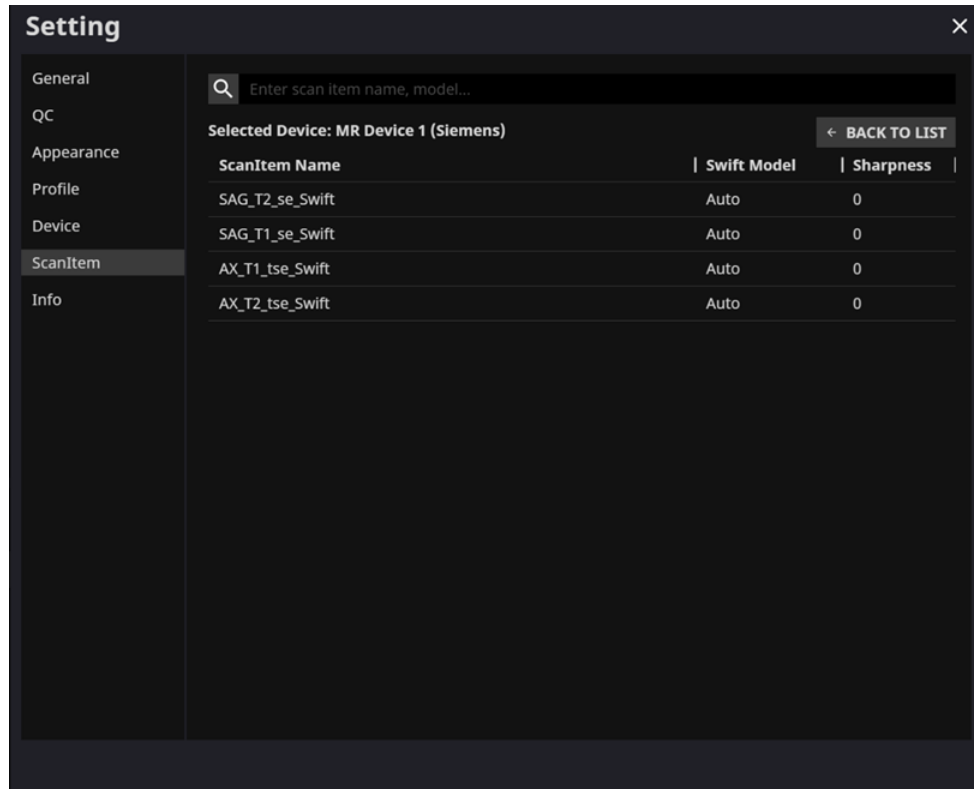 Setting
General
QC
Appearance
Profile
Device
ScanItem
Info
Enter scan item name, model...
Selected Device: MR Device 1 (Siemens)
← BACK TO LIST
ScanItem Name | Swift Model | Sharpness |
SAG_T2_se_Swift Auto 0
SAG_T1_se_Swift Auto 0
AX_T1_tse_Swift Auto 0
AX_T2_tse_Swift Auto 0